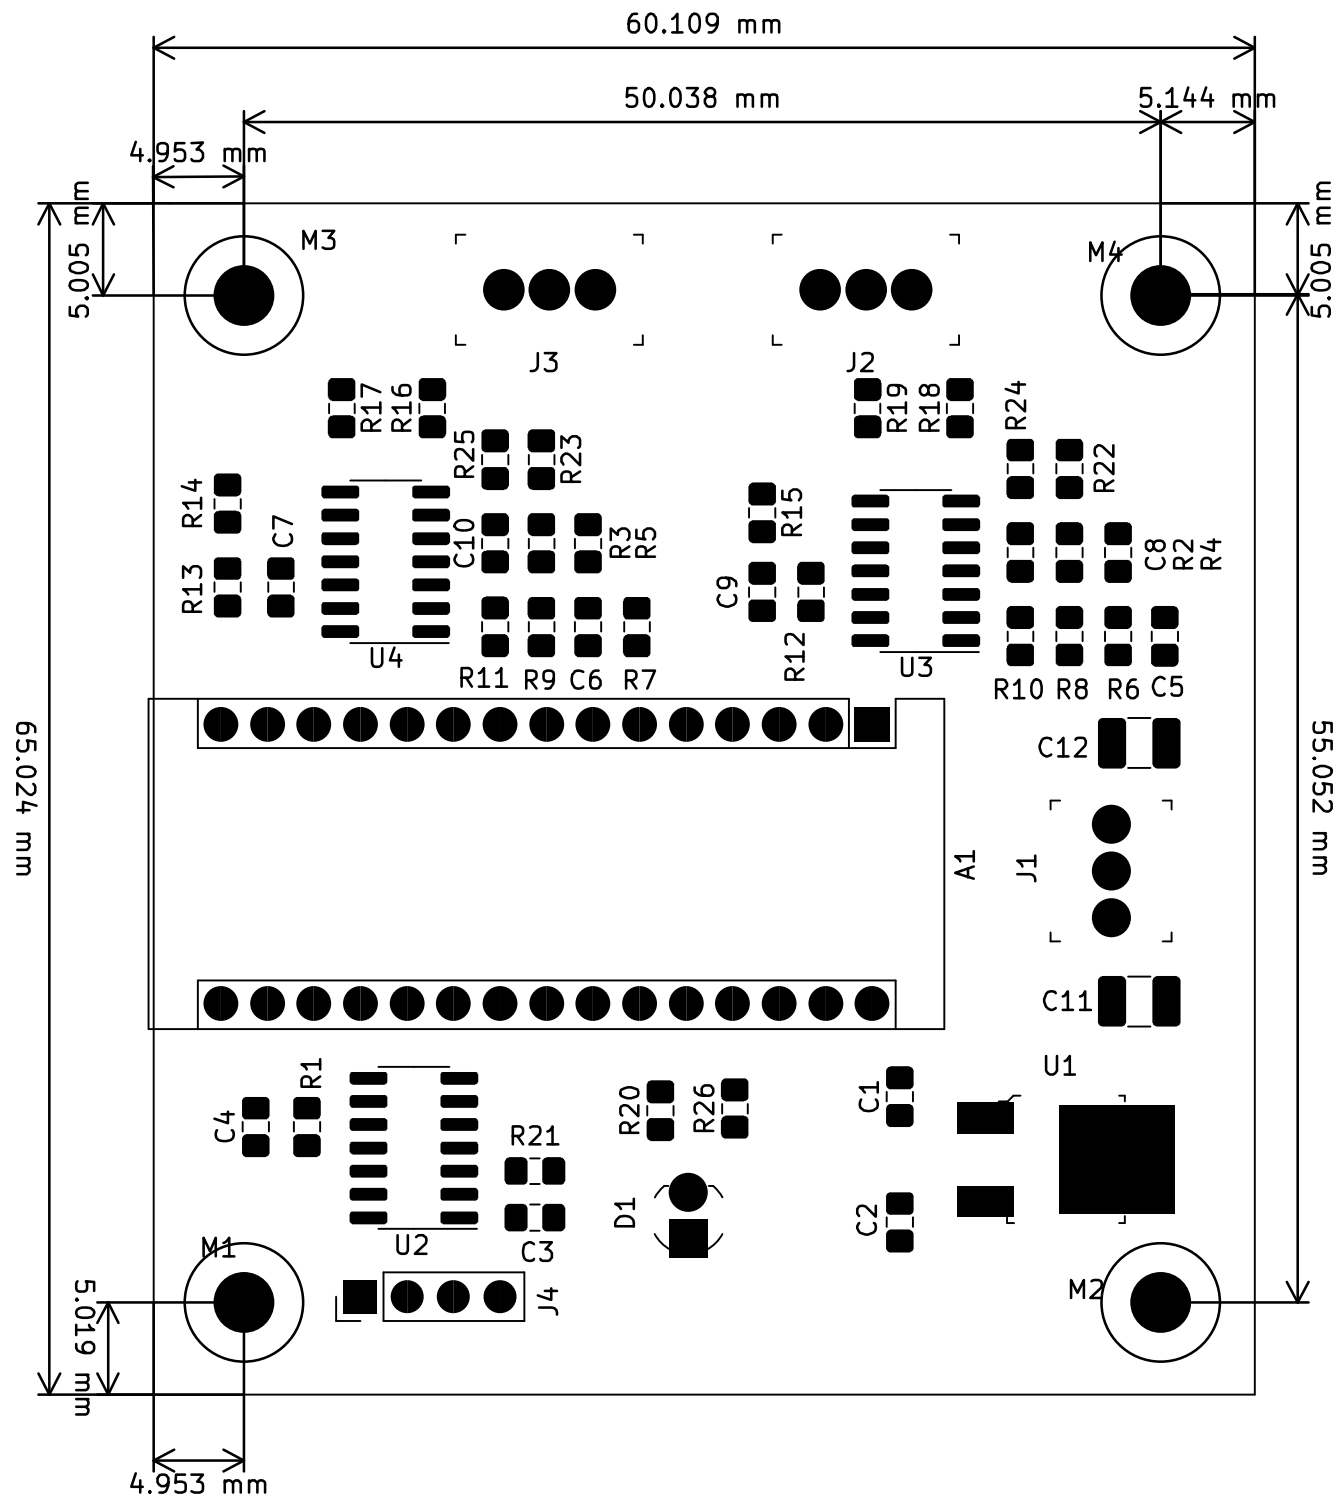 60.109 mm
50.038 mm
5.144 mm
4.953 mm
5.005 mm
5.005 mm
M3
M4
J3
J2
R17
R16
R19
R18
R24
R25
R23
R22
R14
C7
C10
R3
R5
R15
C8
R2
R4
R13
C9
R12
U4
U3
R11
R9
C6
R7
R10
R8
R6
C5
C12
65.024 mm
55.052 mm
A1
J1
C11
U1
R1
C4
R21
R20
R26
C1
D1
C2
M1
U2
C3
M2
J4
5.019 mm
4.953 mm